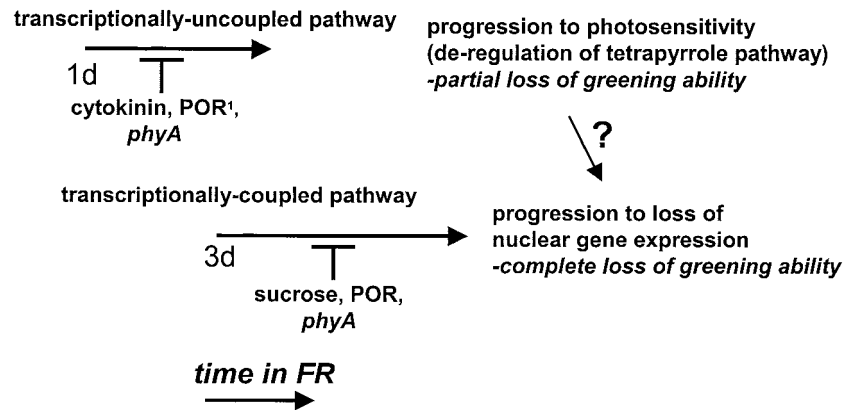 transcriptionally-uncoupled pathway
1d
cytokinin, POR¹,
phyA
progression to photosensitivity
(de-regulation of tetrapyrrole pathway)
-partial loss of greening ability
?
transcriptionally-coupled pathway
3d
sucrose, POR,
phyA
progression to loss of
nuclear gene expression
-complete loss of greening ability
time in FR